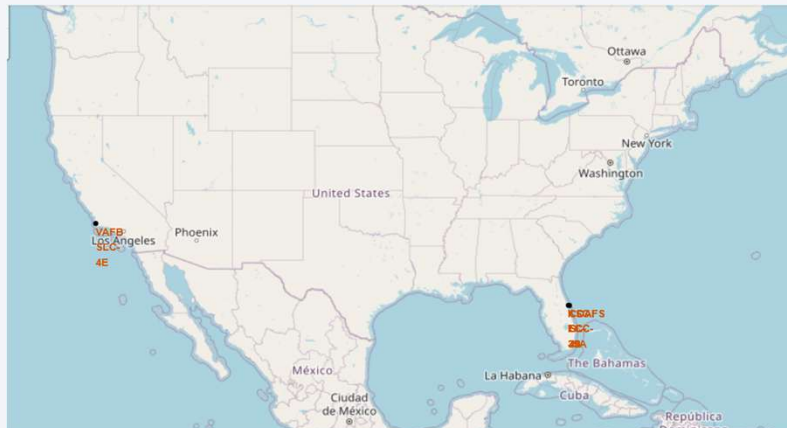 Ottawa
Toronto
New York
Washington
United States
VAFB
Los Angeles
SLC-
4E
Phoenix
The Bahamas
La Habana
México
Cuba
Ciudad
de México
República